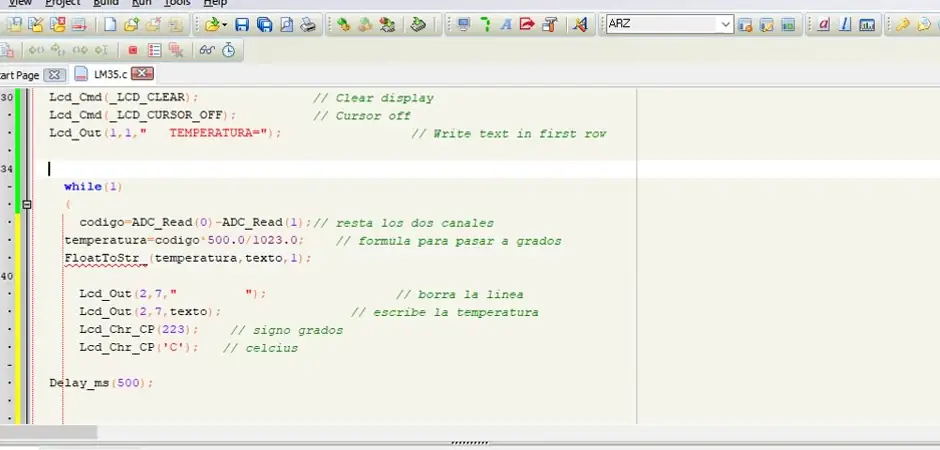 View Project Build Run Tools Help
ARZ
Start Page LM35.c
30 Lcd_Cmd(_LCD_CLEAR); // Clear display
Lcd_Cmd(_LCD_CURSOR_OFF); // Cursor off
Lcd_Out(1,1,"   TEMPERATURA="); // Write text in first row
34
while(1)
{
codigo=ADC_Read(0)-ADC_Read(1);// resta los dos canales
temperatura=codigo*500.0/1023.0; // formula para pasar a grados
FloatToStr_(temperatura,texto,1);
40
Lcd_Out(2,7,"         "); // borra la linea
Lcd_Out(2,7,texto); // escribe la temperatura
Lcd_Chr_CP(223); // signo grados
Lcd_Chr_CP('C'); // celcius
Delay_ms(500);